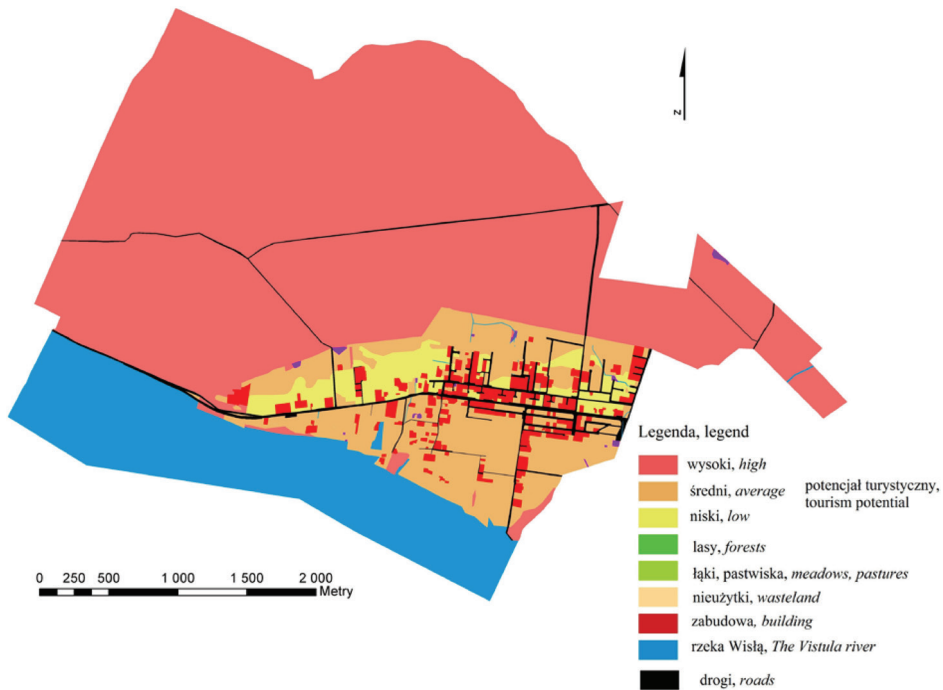 N
Legenda, legend
wysoki, high
średni, average
potencjał turystyczny,
tourism potential
niski, low
lasy, forests
łąki, pastwiska, meadows, pastures
nieużytki, wasteland
zabudowa, building
rzeka Wisłą, The Vistula river
drogi, roads
0 250 500 1 000 1 500 2 000
Metry